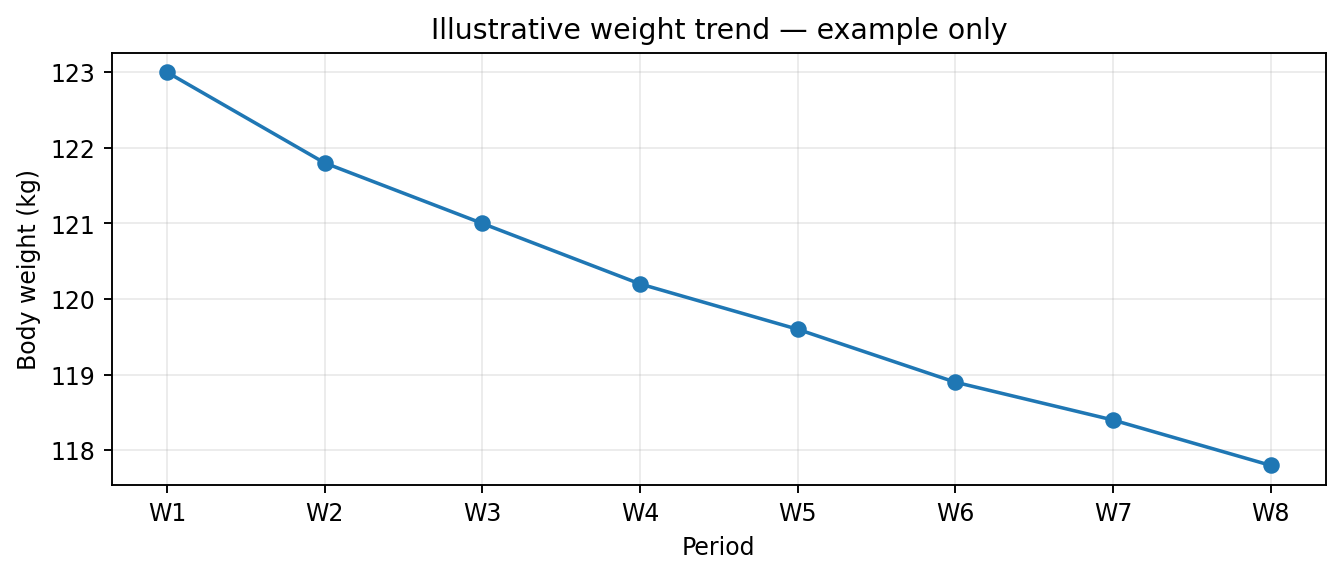 Illustrative weight trend — example only
123
122
121
120
119
118
Body weight (kg)
W1 W2 W3 W4 W5 W6 W7 W8
Period